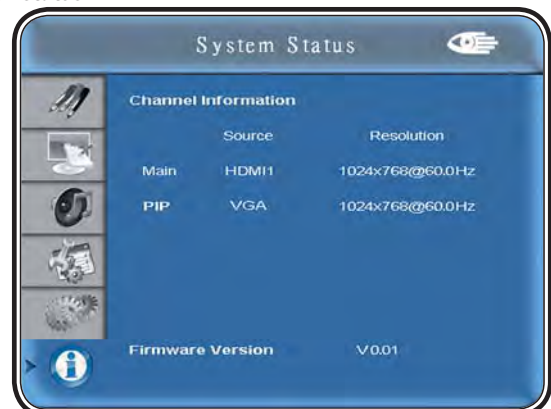 System Status
Channel Information
Source Resolution
Main HDMI1 1024x768@60.0Hz
PIP VGA 1024x768@60.0Hz
Firmware Version V0.01